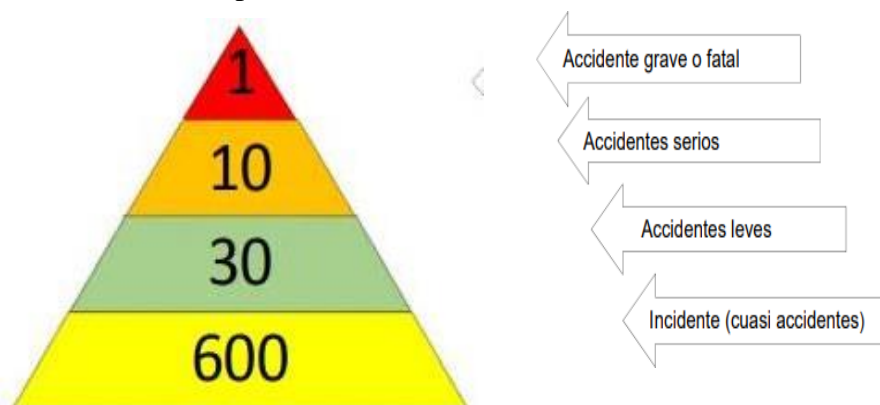 1
Accidente grave o fatal
10
Accidentes serios
30
Accidentes leves
600
Incidente (cuasi accidentes)